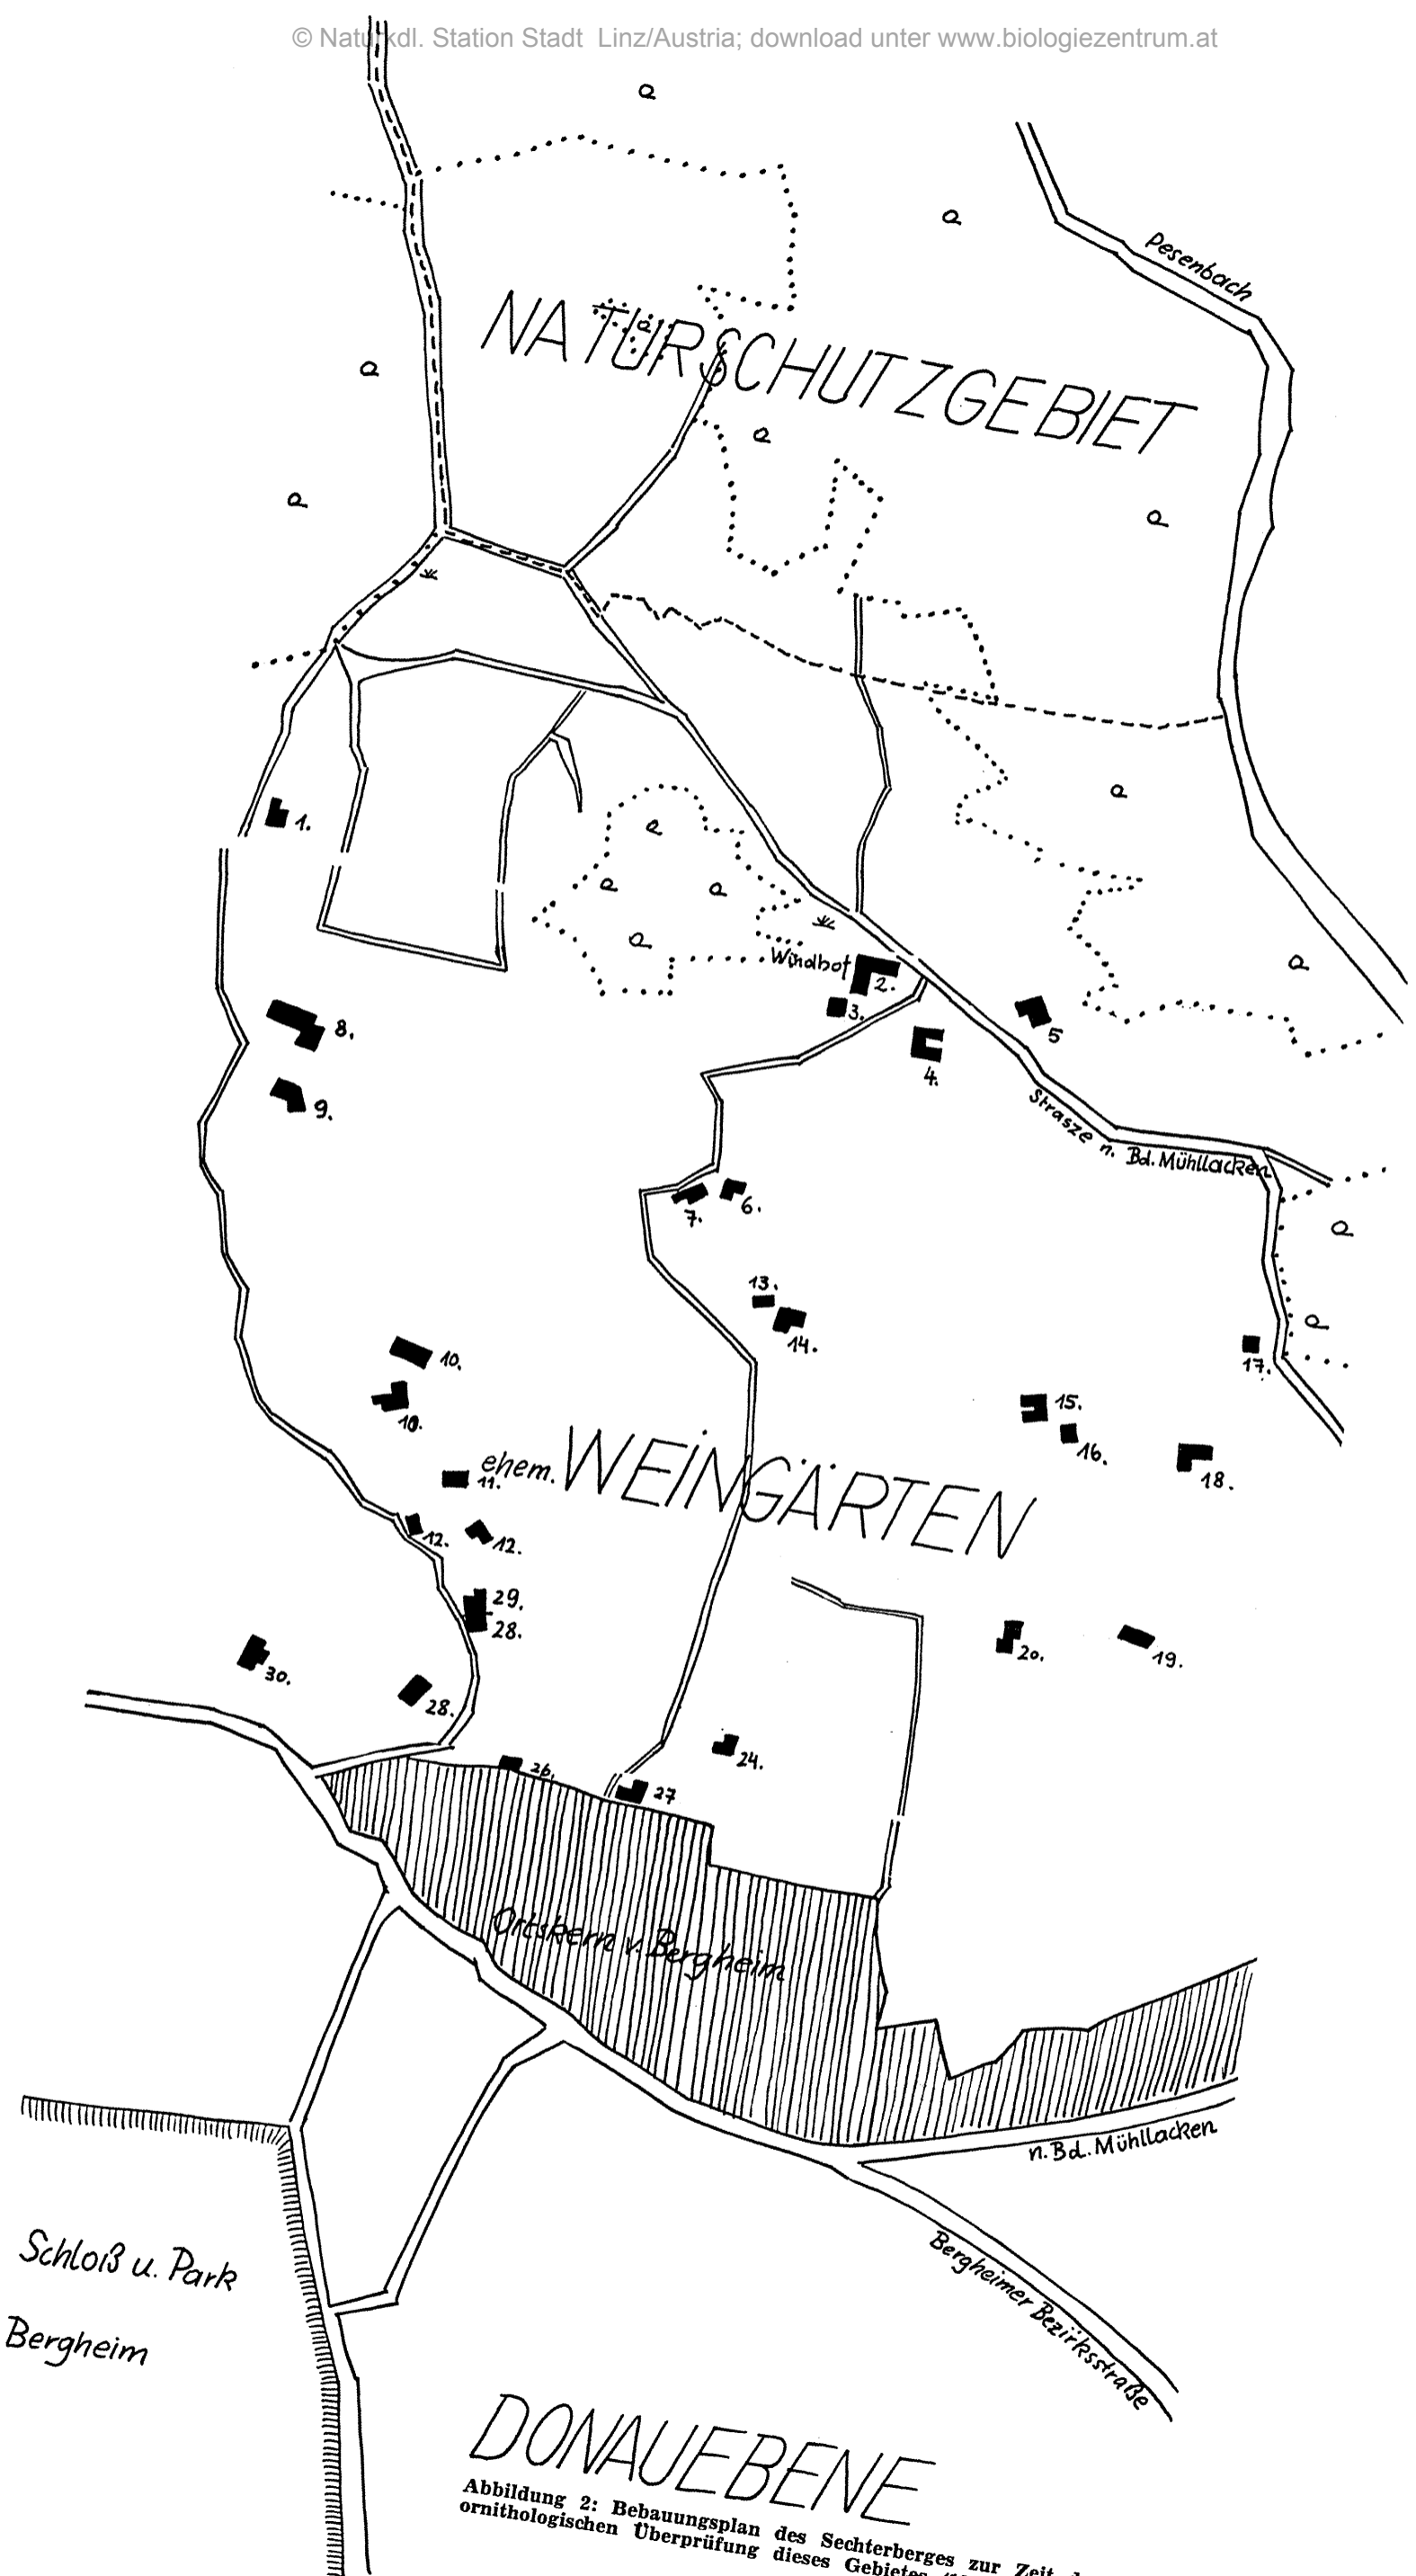 © Naturkdl. Station Stadt Linz/Austria; download unter www.biologiezentrum.at
Pesenbach
NATURSCHUTZGEBIET
1.
Windhof
2.
3.
4.
5
8.
9.
Strasze n. Bd. Mühllacken
7.
6.
13.
14.
17.
10.
10.
15.
16.
18.
ehem. WEINGÄRTEN
11.
12.
12.
29.
28.
20.
19.
30.
28.
24.
26.
27
Ortskern v. Bergheim
n. Bd. Mühllacken
Schloß u. Park
Bergheim
Bergheimer Bezirksstraße
DONAUEBENE
Abbildung 2: Bebauungsplan des Sechterberges zur Zeit
ornithologischen Überprüfung dieses Gebietes